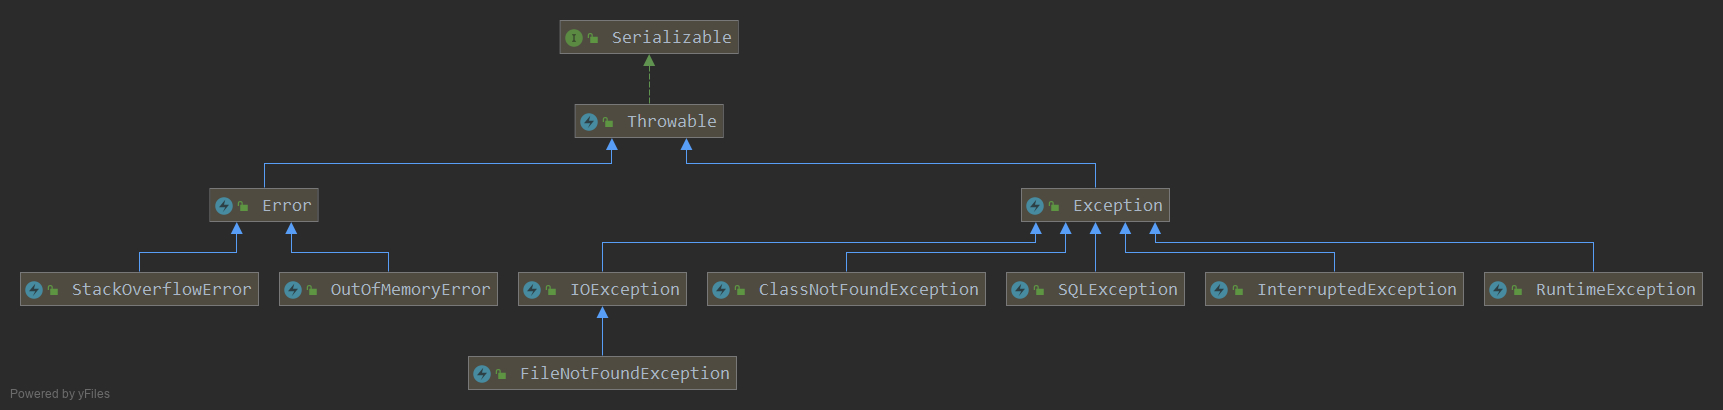 Serializable
Throwable
Error
Exception
StackOverflowError
OutOfMemoryError
IOException
ClassNotFoundException
SQLException
InterruptedException
RuntimeException
FileNotFoundException
Powered by yFiles